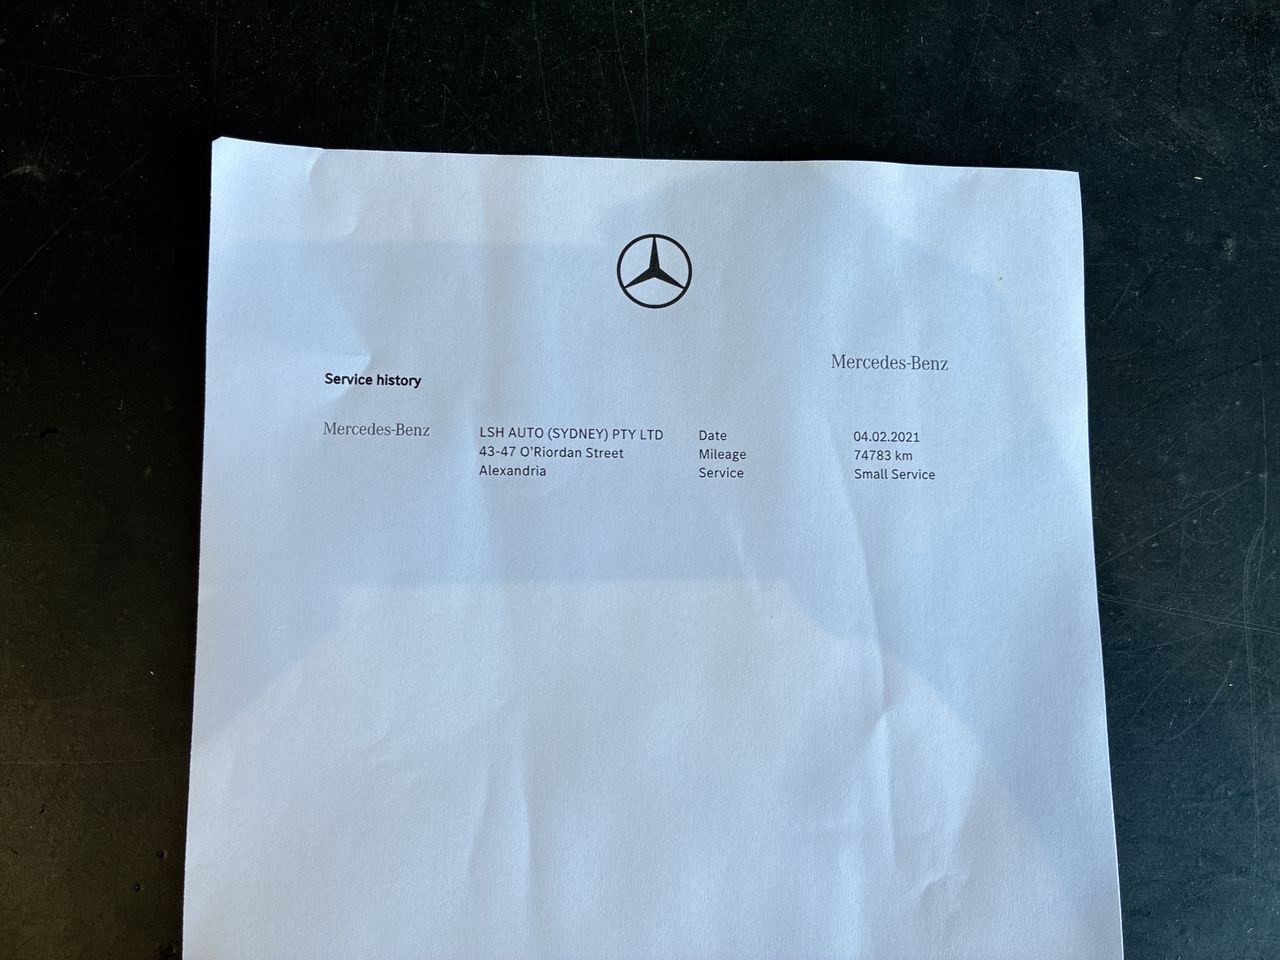 Mercedes-Benz
Service history
Mercedes-Benz
LSH AUTO (SYDNEY) PTY LTD
43-47 O'Riordan Street
Alexandria
Date
Mileage
Service
04.02.2021
74783 km
Small Service